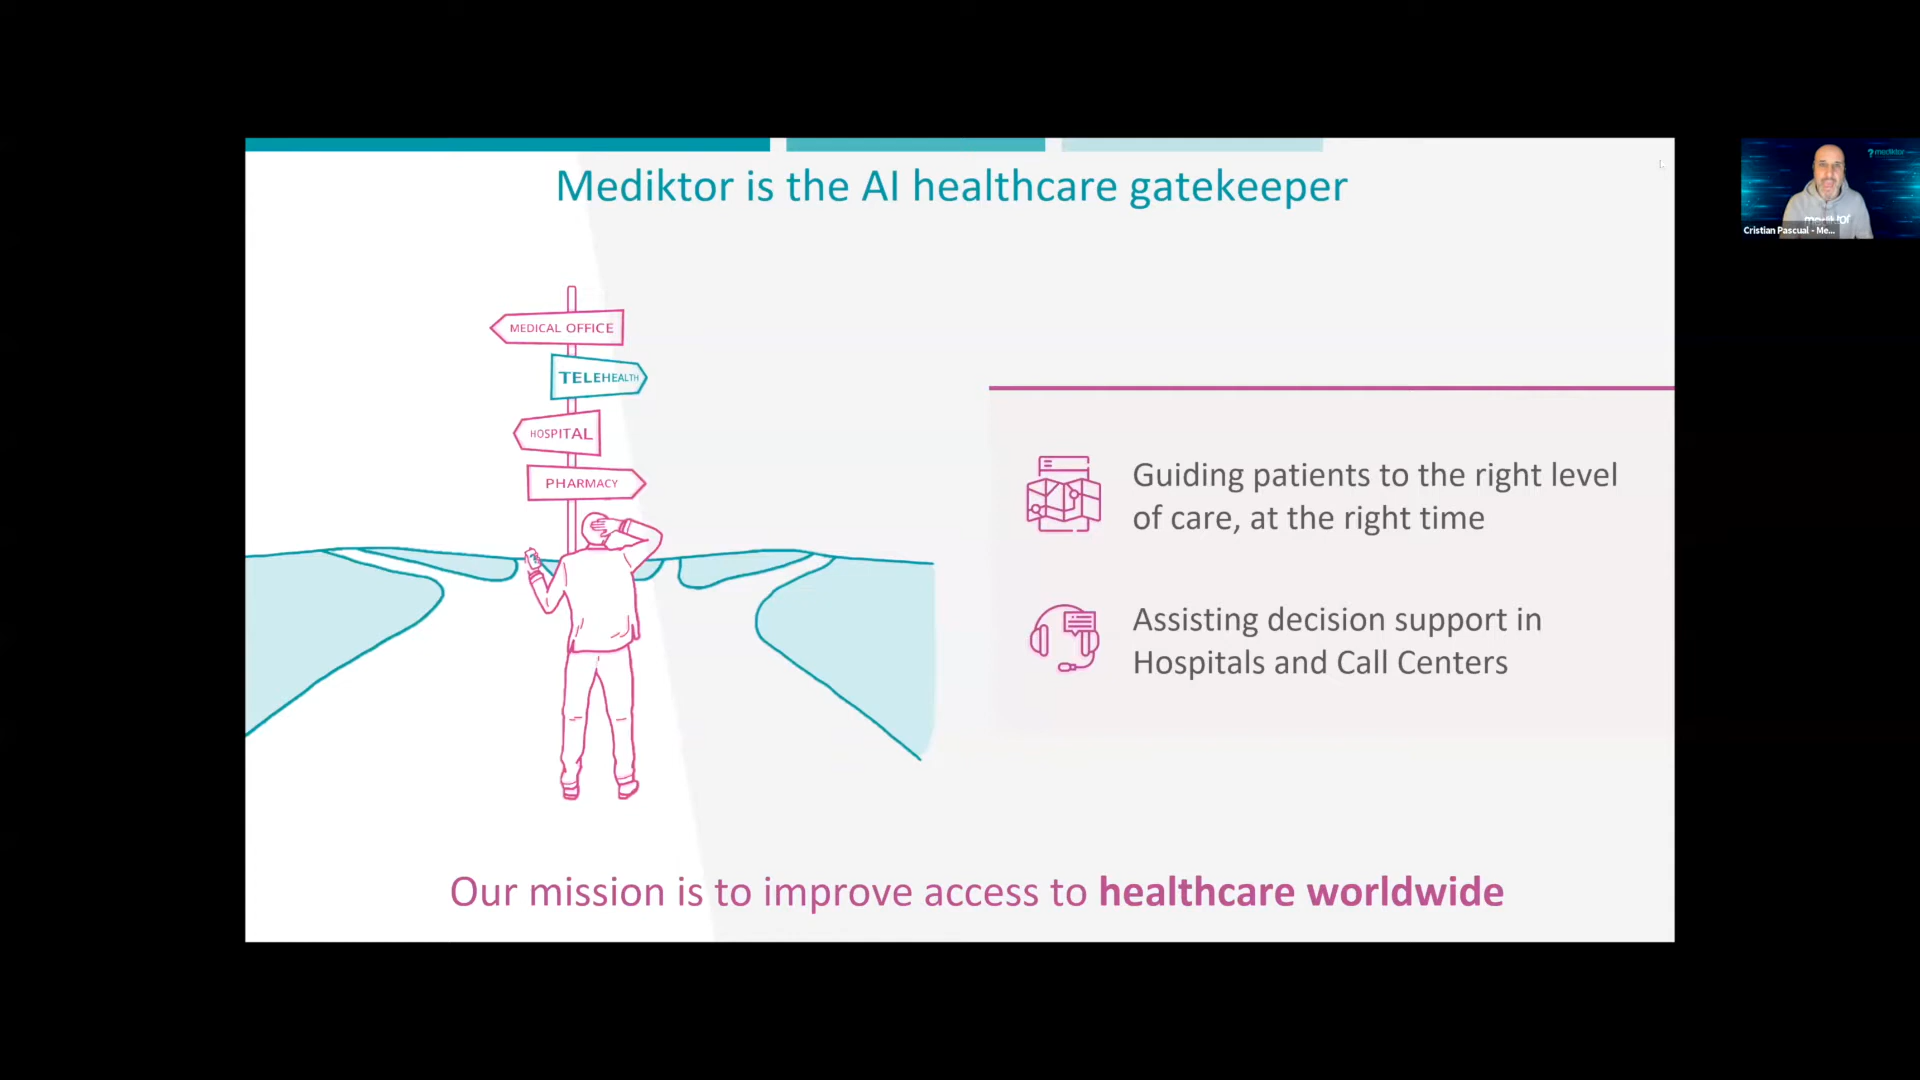 Mediktor is the AI healthcare gatekeeper
MEDICAL OFFICE
TELEHEALTH
HOSPITAL
PHARMACY
Guiding patients to the right level
of care, at the right time
Assisting decision support in
Hospitals and Call Centers
Our mission is to improve access to healthcare worldwide
mediktor
mediktor
Cristian Pascual - Me...